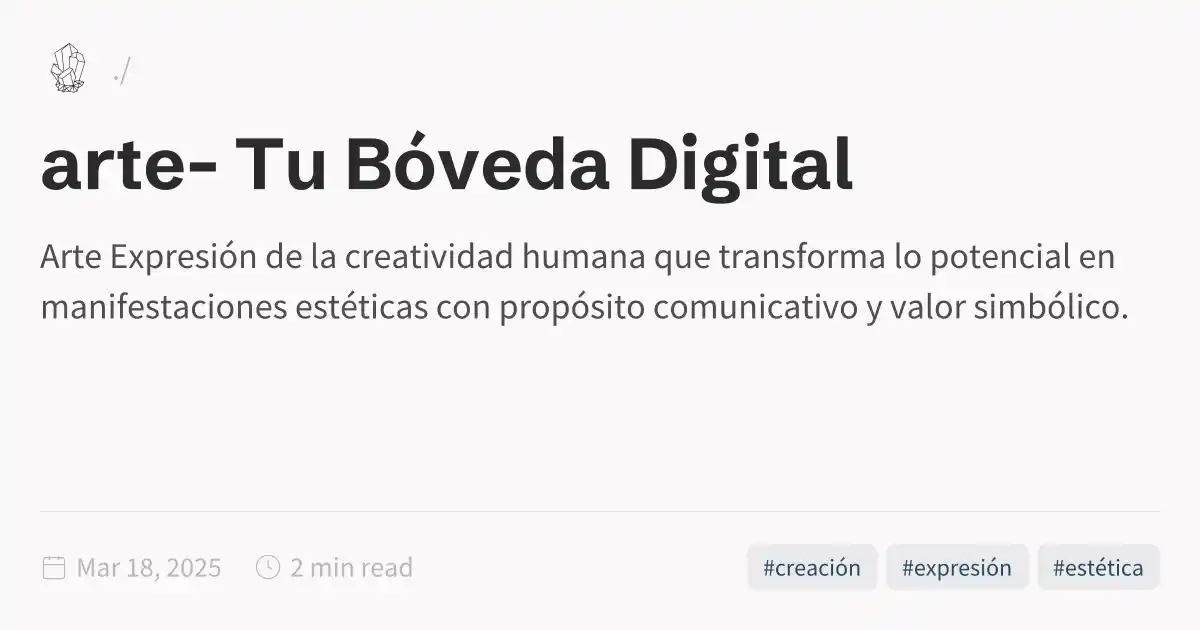 ./
arte- Tu Bóveda Digital
Arte Expresión de la creatividad humana que transforma lo potencial en
manifestaciones estéticas con propósito comunicativo y valor simbólico.
Mar 18, 2025 2 min read #creación #expresión #estética